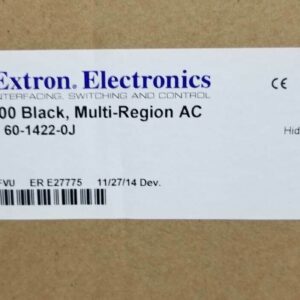 Extron® Electronics
INTERFACING, SWITCHING AND CONTROL
CE
00 Black, Multi-Region AC
60-1422-0J
Hid
FVU ER E27775 11/27/14 Dev.